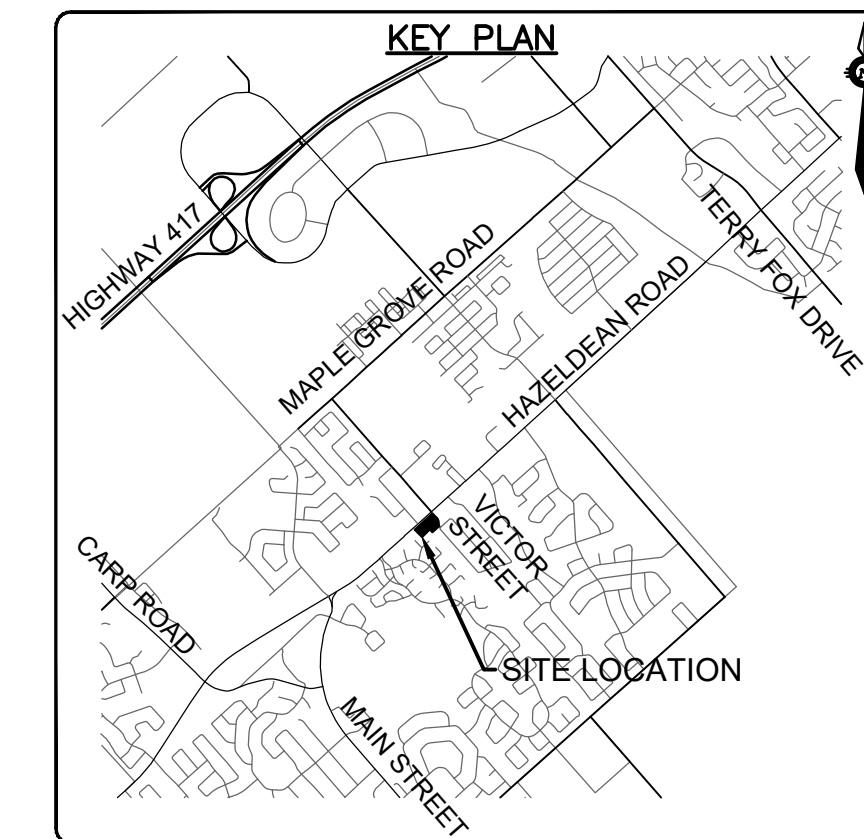 KEY PLAN
N
HIGHWAY 417
MAPLE GROVE ROAD
TERRY FOX DRIVE
HAZELDEAN ROAD
VICTOR
STREET
CARP ROAD
SITE LOCATION
MAIN STREET